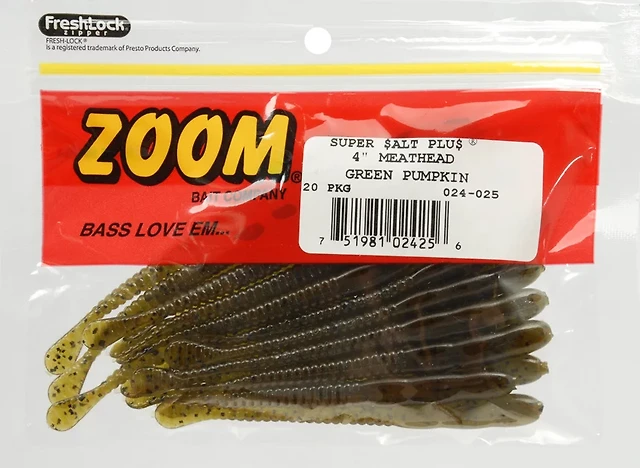 FreshLock
zipper
FRESH-LOCK®
Is a registered trademark of Presto Products Company.
ZOOM®
BAIT COMPANY
BASS LOVE EM...
SUPER $ALT PLU$®
4" MEATHEAD
GREEN PUMPKIN
20 PKG 024-025
7 51981 02425 6